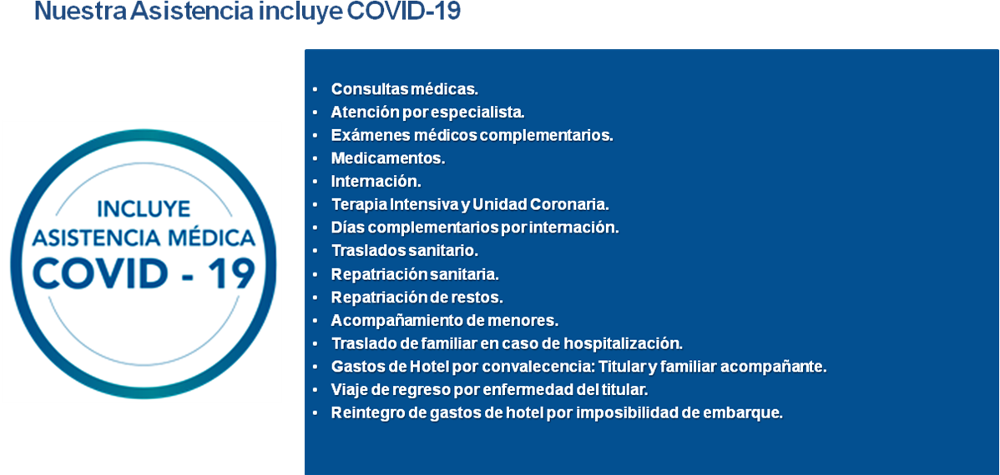 Nuestra Asistencia incluye COVID-19
INCLUYE
ASISTENCIA MÉDICA
COVID - 19
• Consultas médicas.
• Atención por especialista.
• Exámenes médicos complementarios.
• Medicamentos.
• Internación.
• Terapia Intensiva y Unidad Coronaria.
• Días complementarios por internación.
• Traslados sanitario.
• Repatriación sanitaria.
• Repatriación de restos.
• Acompañamiento de menores.
• Traslado de familiar en caso de hospitalización.
• Gastos de Hotel por convalecencia: Titular y familiar acompañante.
• Viaje de regreso por enfermedad del titular.
• Reintegro de gastos de hotel por imposibilidad de embarque.